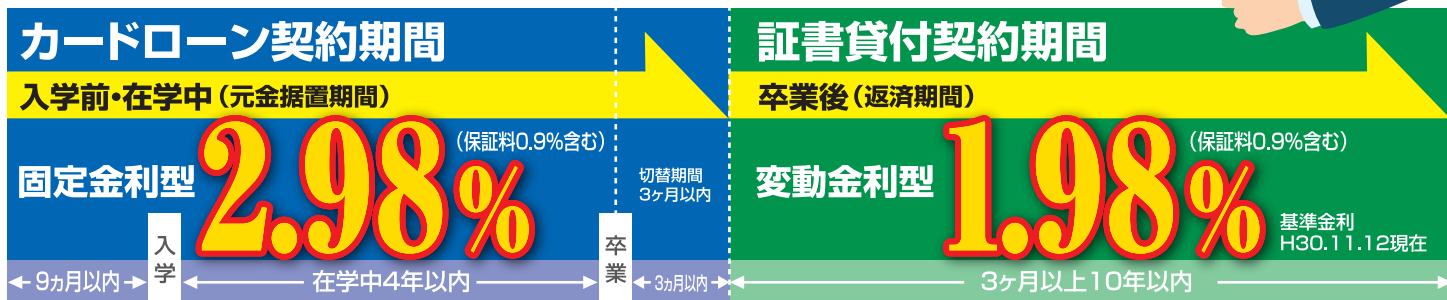 カードローン契約期間
入学前・在学中（元金据置期間）
固定金利型 2.98%（保証料0.9%含む）
切替期間
3ヶ月以内
9ヵ月以内
入学
在学中4年以内
卒業
3ヵ月以内
証書貸付契約期間
卒業後（返済期間）
変動金利型 1.98%（保証料0.9%含む）
基準金利
H30.11.12現在
3ヶ月以上10年以内